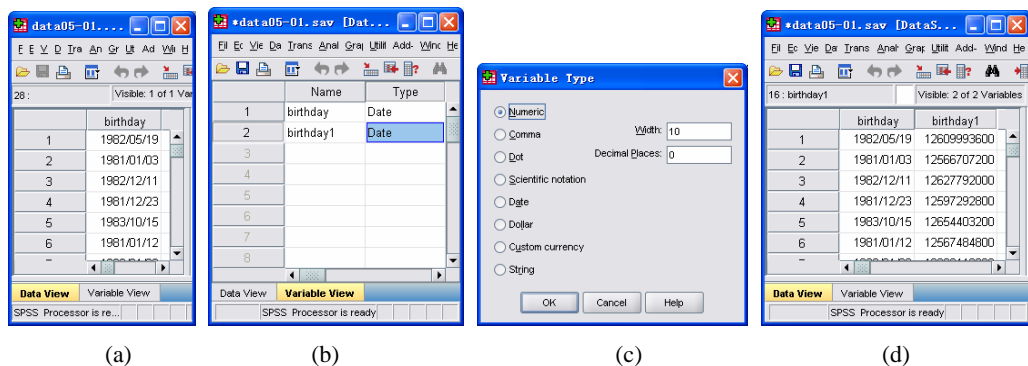 data05-01....
E E V D Tra An Gr Ut Ad Wi H
28 :
Visible: 1 of 1 Var
birthday
1 1982/05/19
2 1981/01/03
3 1982/12/11
4 1981/12/23
5 1983/10/15
6 1981/01/12
Data View Variable View
SPSS Processor is re...
(a)
*data05-01.sav [Dat...
Fil Ec Vie Da Trans Anal Graj Utilit Add- Winc He
Name Type
1 birthday Date
2 birthday1 Date
3
4
5
6
7
8
Data View Variable View
SPSS Processor is ready
(b)
Variable Type
Numeric
Comma
Dot
Scientific notation
Date
Dollar
Custom currency
String
Width: 10
Decimal Places: 0
OK Cancel Help
(c)
*data05-01.sav [DataS...
Fil Ec Vie Da Trans Anal Grap Utilit Add- Wind He
16 : birthday1
Visible: 2 of 2 Variables
birthday birthday1
1 1982/05/19 12609993600
2 1981/01/03 12566707200
3 1982/12/11 12627792000
4 1981/12/23 12597292800
5 1983/10/15 12654403200
6 1981/01/12 12567484800
Data View Variable View
SPSS Processor is ready
(d)